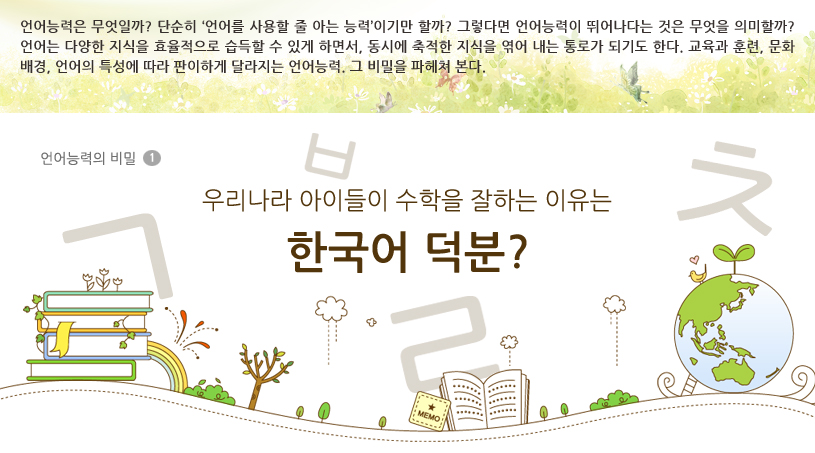 언어능력은 무엇일까? 단순히 ‘언어를 사용할 줄 아는 능력’이기만 할까? 그렇다면 언어능력이 뛰어나다는 것은 무엇을 의미할까?
언어는 다양한 지식을 효율적으로 습득할 수 있게 하면서, 동시에 축적한 지식을 엮어 내는 통로가 되기도 한다. 교육과 훈련, 문화
배경, 언어의 특성에 따라 판이하게 달라지는 언어능력. 그 비밀을 파헤쳐 본다.
언어능력의 비밀 1
ㅂ
ㅊ
우리나라 아이들이 수학을 잘하는 이유는
ㄱ
한국어 덕분?
ㄹ
MEMO